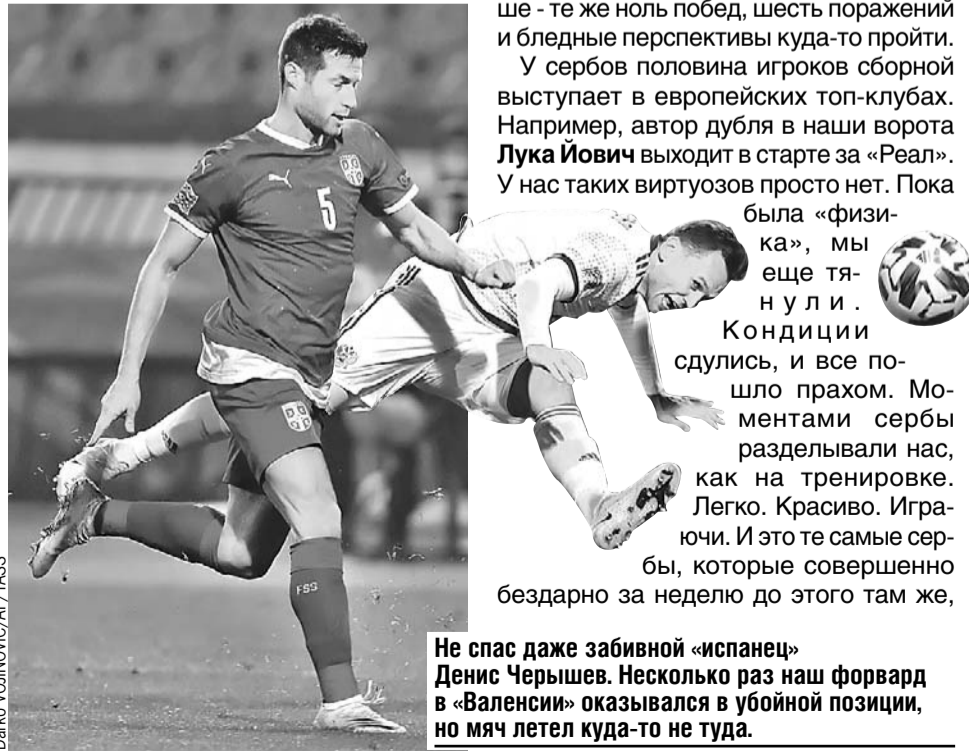 ше - те же ноль побед, шесть поражений
и бледные перспективы куда-то пройти.
У сербов половина игроков сборной
выступает в европейских топ-клубах.
Например, автор дубля в наши ворота
Лука Йович выходит в старте за «Реал».
У нас таких виртуозов просто нет. Пока
была «физи-
ка», мы
еще тя-
нули.
Кондиции
сдулись, и все по-
шло прахом. Мо-
ментами сербы
разделывали нас,
как на тренировке.
Легко. Красиво. Игра-
ючи. И это те самые сер-
бы, которые совершенно
бездарно за неделю до этого там же,
Не спас даже забивной «испанец»
Денис Черышев. Несколько раз наш форвард
в «Валенсии» оказывался в убойной позиции,
но мяч летел куда-то не туда.
5
FSS
Darko VOJINOVIC/AP/TASS